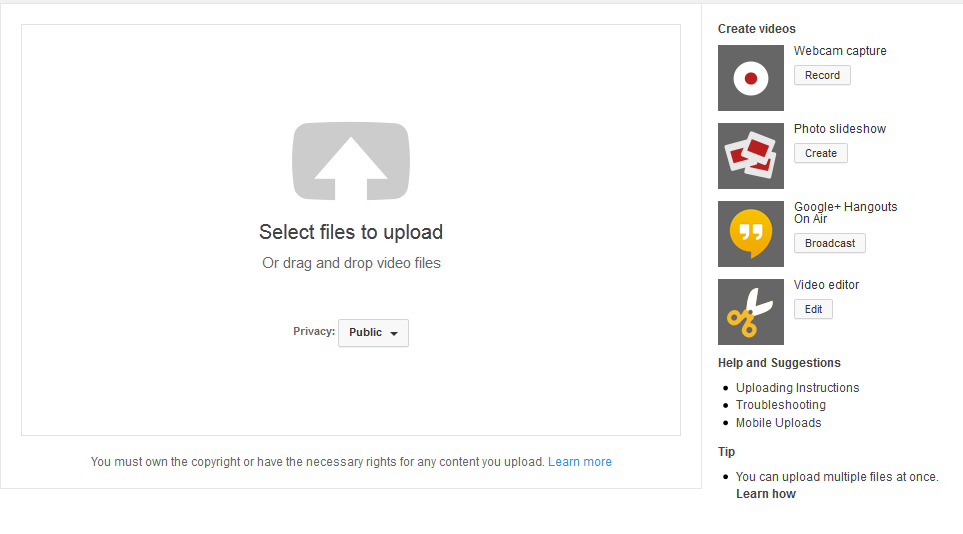 Select files to upload
Or drag and drop video files
Privacy: Public
You must own the copyright or have the necessary rights for any content you upload. Learn more
Create videos
Webcam capture
Record
Photo slideshow
Create
Google+ Hangouts
On Air
Broadcast
Video editor
Edit
Help and Suggestions
Uploading Instructions
Troubleshooting
Mobile Uploads
Tip
You can upload multiple files at once.
Learn how